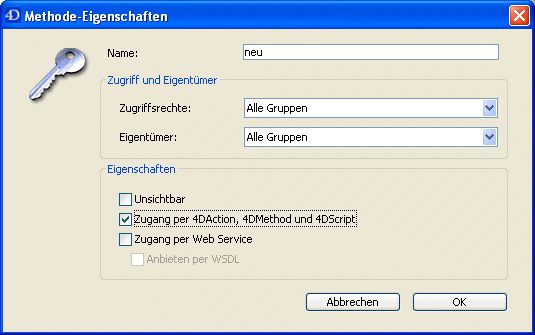 4D Methode-Eigenschaften
Name: neu
Zugriff und Eigentümer
Zugriffsrechte: Alle Gruppen
Eigentümer: Alle Gruppen
Eigenschaften
Unsichtbar
Zugang per 4DAction, 4DMethod und 4DScript
Zugang per Web Service
Anbieten per WSDL
Abbrechen OK